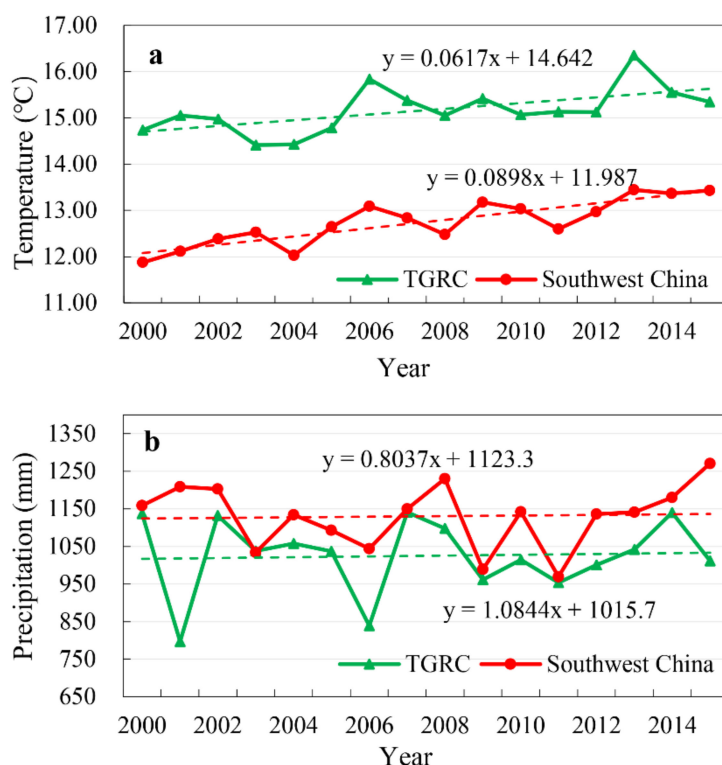 17.00
a
y = 0.0617x + 14.642
16.00
15.00
14.00
y = 0.0898x + 11.987
13.00
12.00
TGRC
Southwest China
11.00
Temperature (℃)
2000 2002 2004 2006 2008 2010 2012 2014
Year
1350
b
y = 0.8037x + 1123.3
1250
1150
1050
950
850
y = 1.0844x + 1015.7
750
TGRC
Southwest China
650
Precipitation (mm)
2000 2002 2004 2006 2008 2010 2012 2014
Year